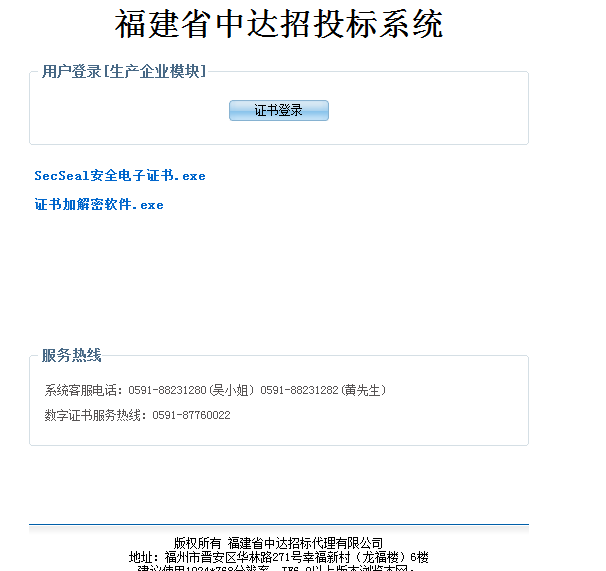 福建省中达招投标系统
用户登录[生产企业模块]
证书登录
SecSeal安全电子证书.exe
证书加解密软件.exe
服务热线
系统客服电话：0591-88231280(吴小姐）0591-88231282(黄先生）
数字证书服务热线：0591-87760022
版权所有 福建省中达招标代理有限公司
地址：福州市晋安区华林路271号幸福新村（龙福楼）6楼
建议使用1024*768分辨率，IE6.0以上版本浏览本网。